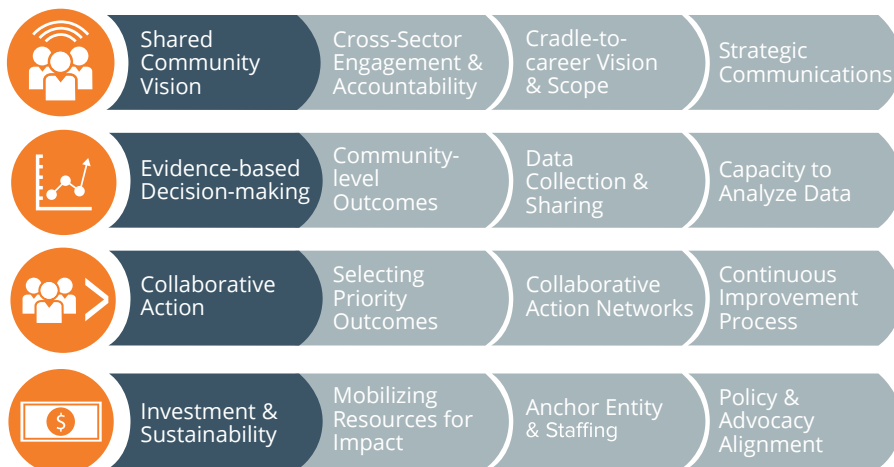 Shared
Community
Vision
Cross-Sector
Engagement &
Accountability
Cradle-to-
career Vision
& Scope
Strategic
Communications
Evidence-based
Decision-making
Community-
level
Outcomes
Data
Collection &
Sharing
Capacity to
Analyze Data
Collaborative
Action
Selecting
Priority
Outcomes
Collaborative
Action Networks
Continuous
Improvement
Process
$
Investment &
Sustainability
Mobilizing
Resources for
Impact
Anchor Entity
& Staffing
Policy &
Advocacy
Alignment